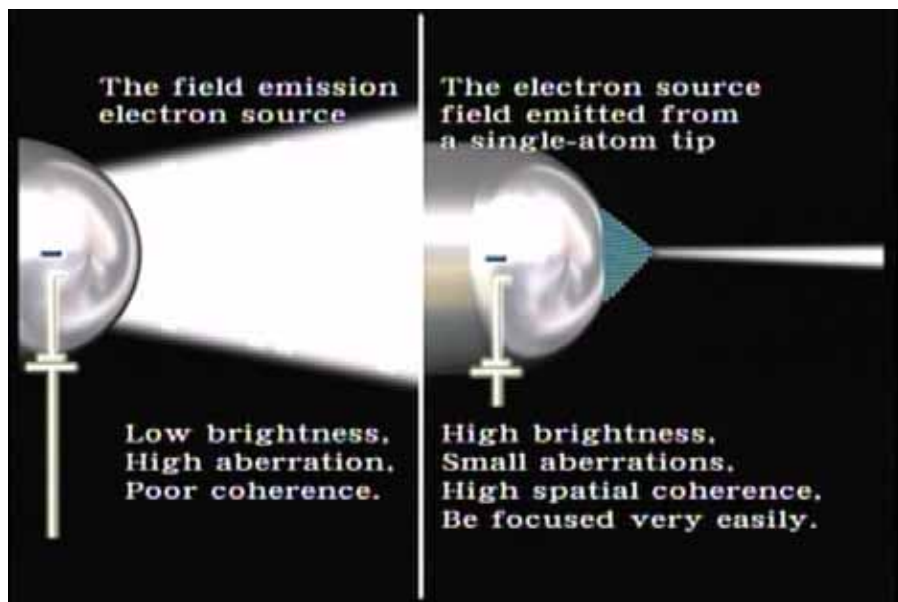 The field emission
electron source
Low brightness,
High aberration,
Poor coherence.
The electron source
field emitted from
a single-atom tip
High brightness,
Small aberrations,
High spatial coherence,
Be focused very easily.